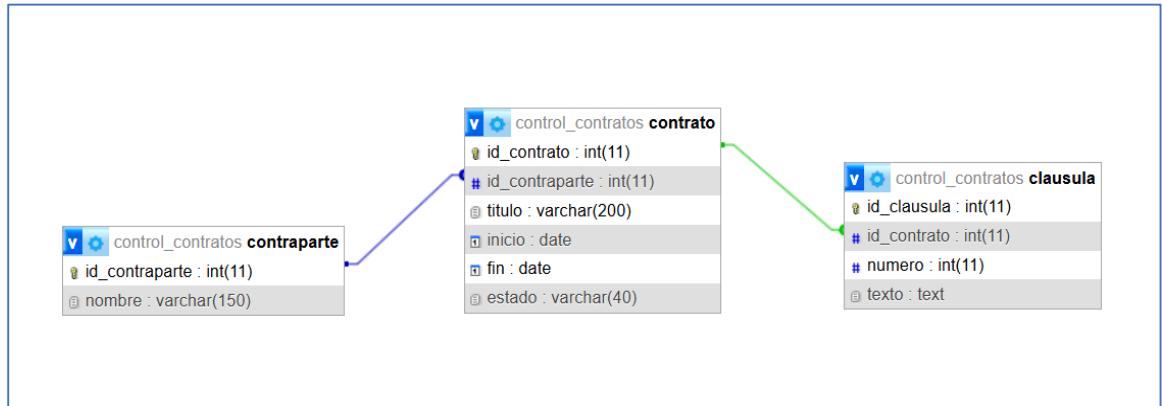 control_contratos contraparte
id_contraparte : int(11)
nombre : varchar(150)
control_contratos contrato
id_contrato : int(11)
id_contraparte : int(11)
titulo : varchar(200)
inicio : date
fin : date
estado : varchar(40)
control_contratos clausula
id_clausula : int(11)
id_contrato : int(11)
numero : int(11)
texto : text